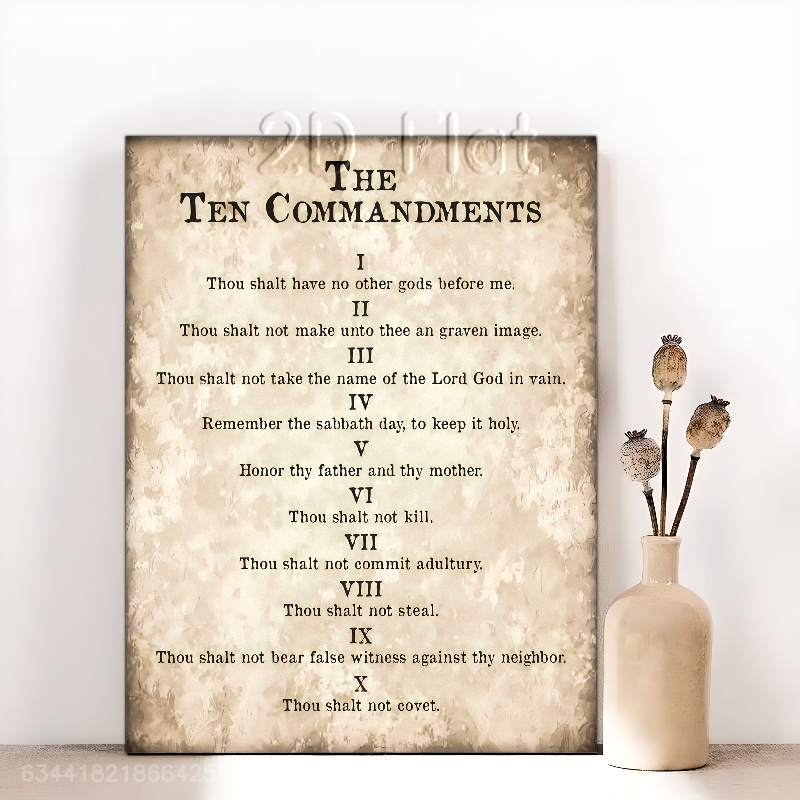 2D Flat
THE
TEN COMMANDMENTS
I
Thou shalt have no other gods before me.
II
Thou shalt not make unto thee an graven image.
III
Thou shalt not take the name of the Lord God in vain.
IV
Remember the sabbath day, to keep it holy.
V
Honor thy father and thy mother.
VI
Thou shalt not kill.
VII
Thou shalt not commit adultury.
VIII
Thou shalt not steal.
IX
Thou shalt not bear false witness against thy neighbor.
X
Thou shalt not covet.